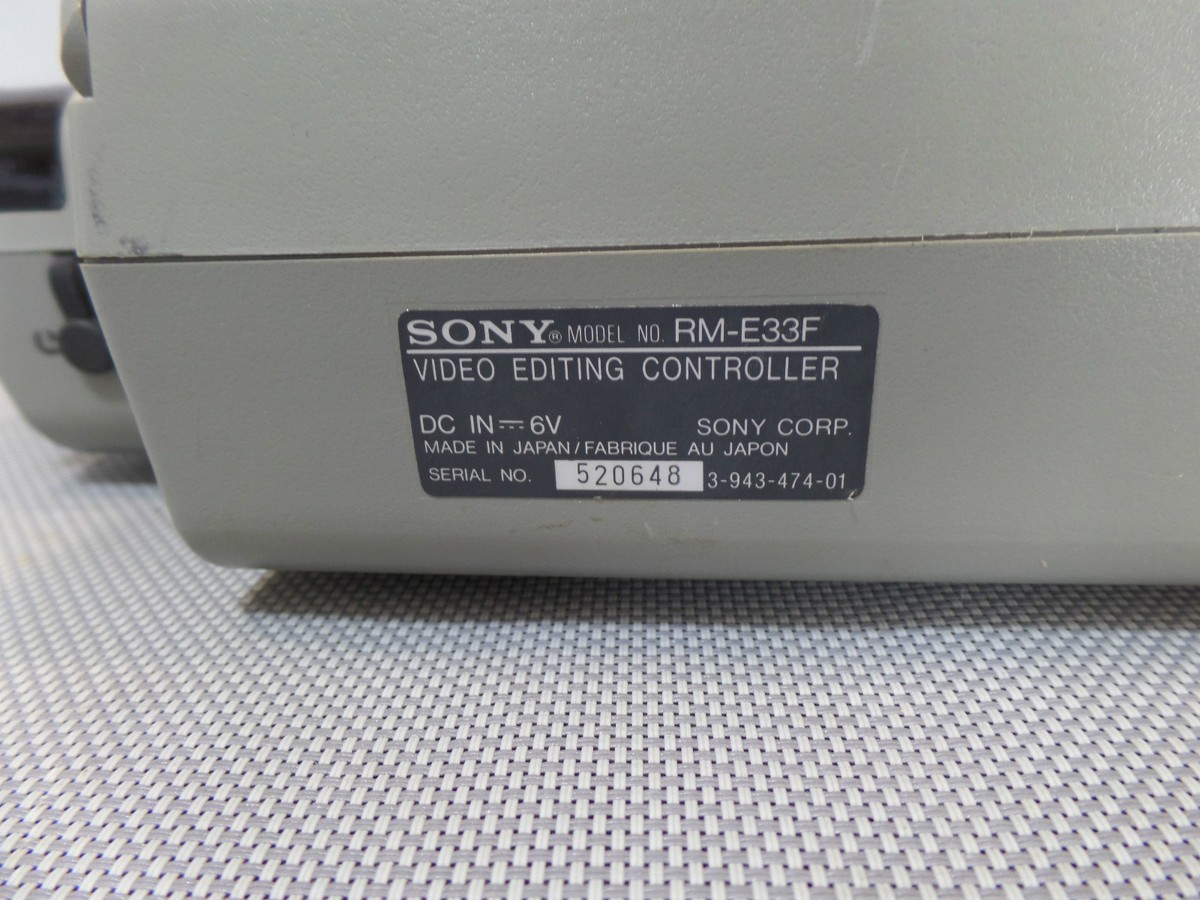 SONY® MODEL NO. RM-E33F
VIDEO EDITING CONTROLLER
DC IN ⎓ 6V SONY CORP.
MADE IN JAPAN/FABRIQUE AU JAPON
SERIAL NO. 520648 3-943-474-01